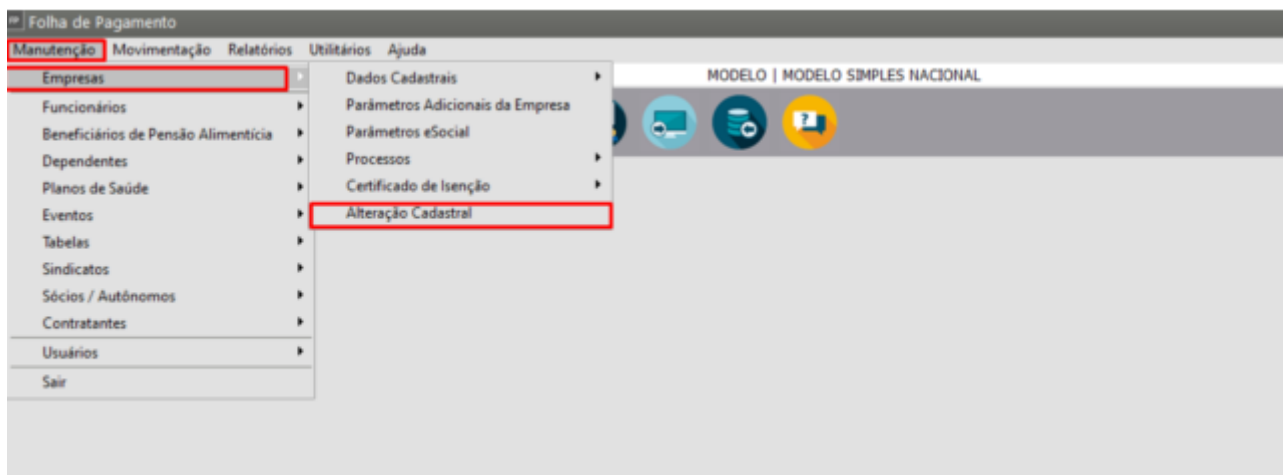 FP Folha de Pagamento
Manutenção Movimentação Relatórios Utilitários Ajuda
MODELO | MODELO SIMPLES NACIONAL
Empresas
Funcionários
Beneficiários de Pensão Alimentícia
Dependentes
Planos de Saúde
Eventos
Tabelas
Sindicatos
Sócios / Autônomos
Contratantes
Usuários
Sair
Dados Cadastrais
Parâmetros Adicionais da Empresa
Parâmetros eSocial
Processos
Certificado de Isenção
Alteração Cadastral